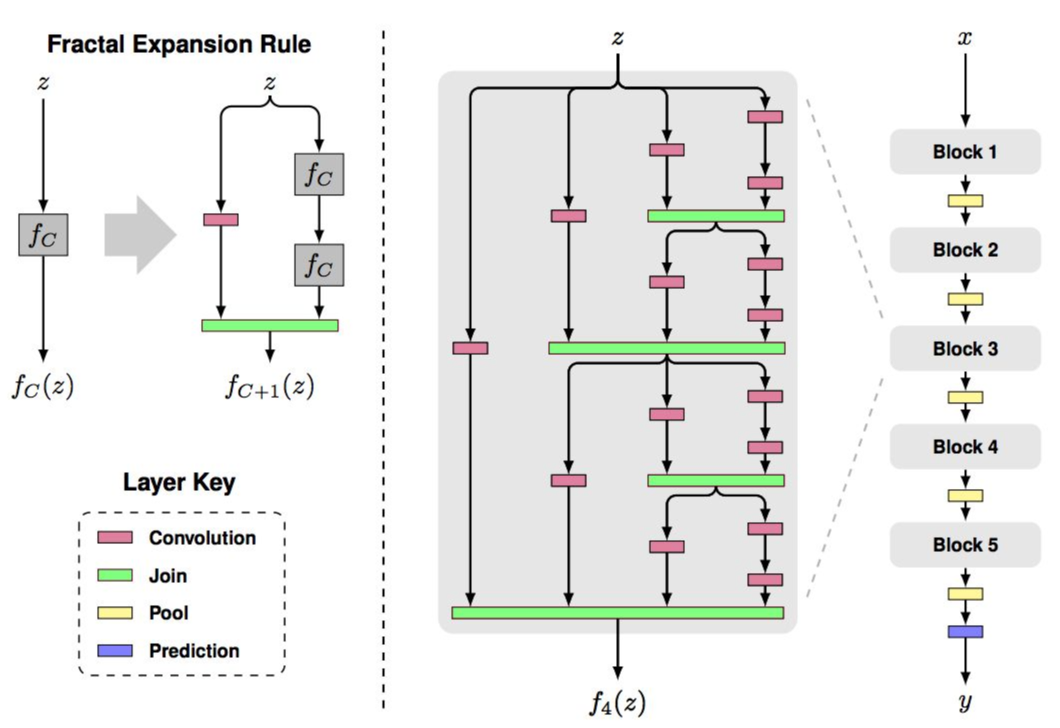 Fractal Expansion Rule
z
z
f_C
f_C
f_C
f_C(z)
f_{C+1}(z)
Layer Key
Convolution
Join
Pool
Prediction
z
f_4(z)
x
Block 1
Block 2
Block 3
Block 4
Block 5
y